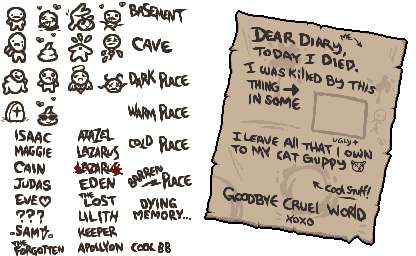 BASEMENT
CAVE
DARK PLACE
WARM PLACE
COLD PLACE
BARREN PLACE
DYING
MEMORY...
COOL BB
ISAAC
MAGGIE
CAIN
JUDAS
EVE
???
SAMS
THE
FORGOTTEN
AZAZEL
LAZARUS
LAZARUS
EDEN
THE
LOST
LILITH
KEEPER
APOLLYON
DEAR DIARY,
ME
TODAY I DIED.
I WAS KILLED BY THIS
THING
IN SOME
UGLY
I LEAVE ALL THAT I OWN
TO MY CAT GUPPY
COOL STUFF!
GOODBYE CRUEL WORLD
XOXO